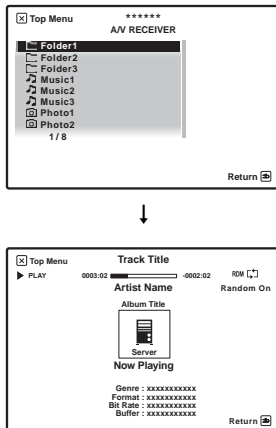 Top Menu
******
A/V RECEIVER
Folder1
Folder2
Folder3
Music1
Music2
Music3
Photo1
Photo2
1 / 8
Return
Top Menu
Track Title
PLAY
0003:02
-0002:02
RDM
Artist Name
Random On
Album Title
Server
Now Playing
Genre : xxxxxxxxxxx
Format : xxxxxxxxxxx
Bit Rate : xxxxxxxxxxx
Buffer : xxxxxxxxxxx
Return